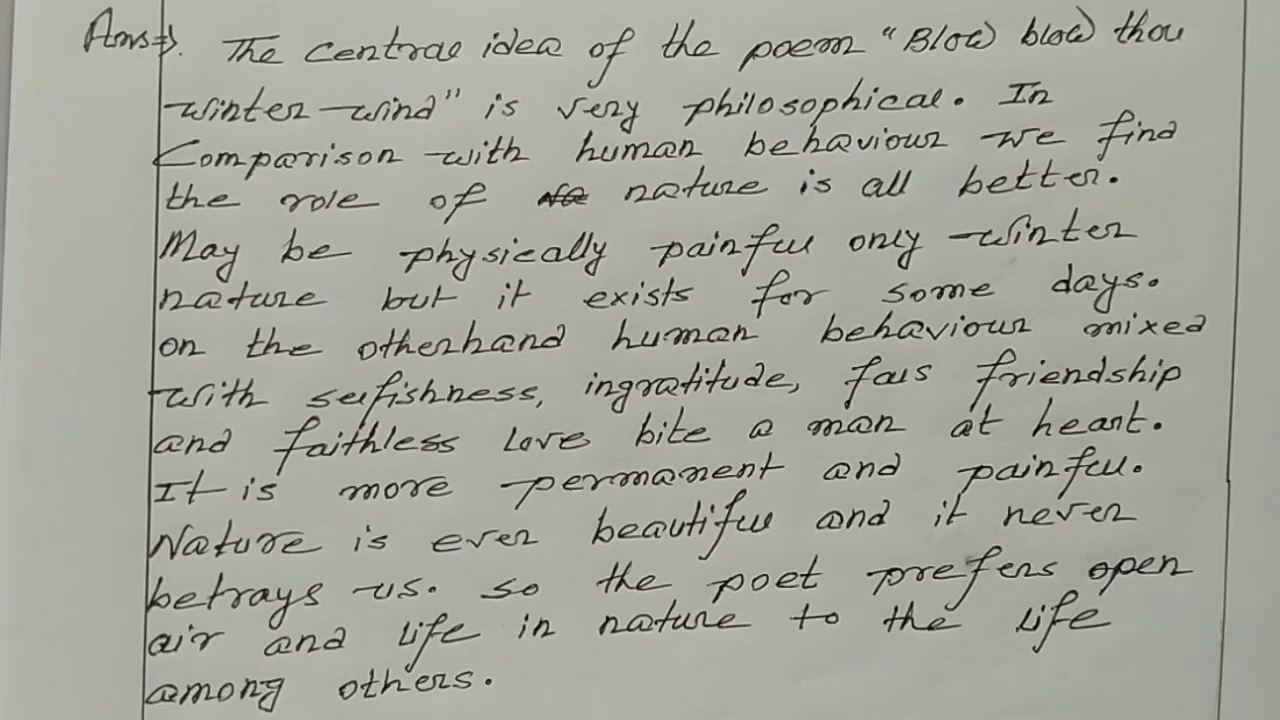 Ans⇒. The central idea of the poem "Blow blow thou
winter wind" is very philosophical. In
Comparison with human behaviour we find
the role of nature is all better.
May be physically painful only winter
nature but it exists for some days.
on the otherhand human behaviour mixed
with selfishness, ingratitude, fals friendship
and faithless love bite a man at heart.
It is more permanent and painful.
Nature is ever beautiful and it never
betrays us. so the poet prefers open
air and life in nature to the life
among others.